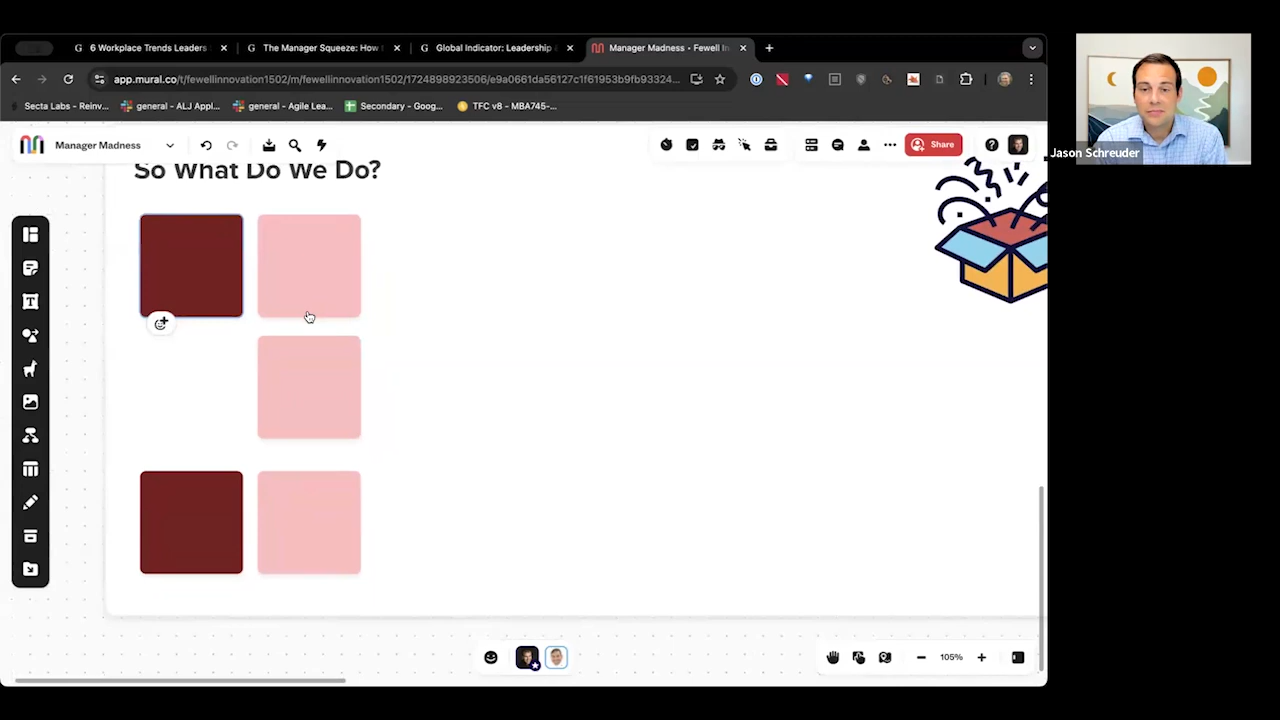 6 Workplace Trends Leaders
The Manager Squeeze: How
Global Indicator: Leadership
Manager Madness • Fewell In
app.mural.co/t/fewellinnovation1502/m/fewellinnovation1502/1724898923506/e9a0661da56127c1f61953b9fb93324...
Secta Labs - Reinv...
general - ALJ Appl...
general - Agile Lea...
Secondary - Goog...
TFC v8 - MBA745-...
Manager Madness
Share
Jason Schreuder
So What Do We Do?
105%